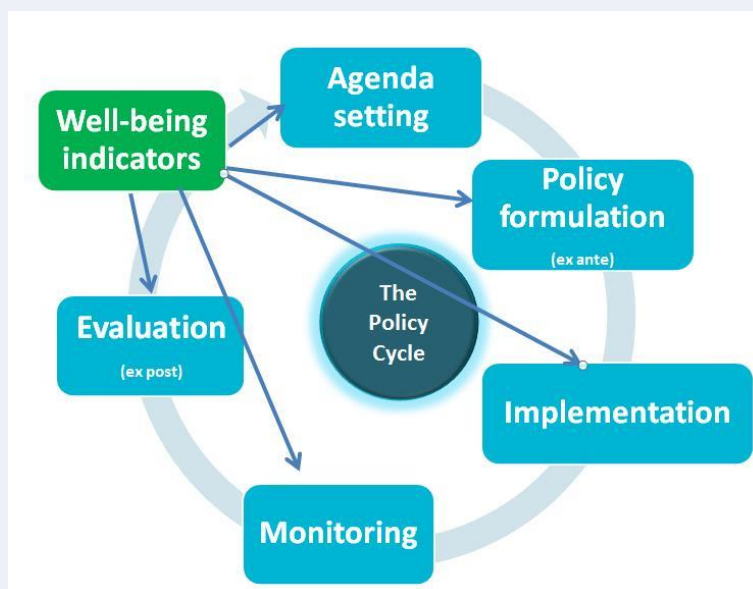 Agenda
setting
Well-being
indicators
Policy
formulation
(ex ante)
The
Policy
Cycle
Evaluation
(ex post)
Implementation
Monitoring